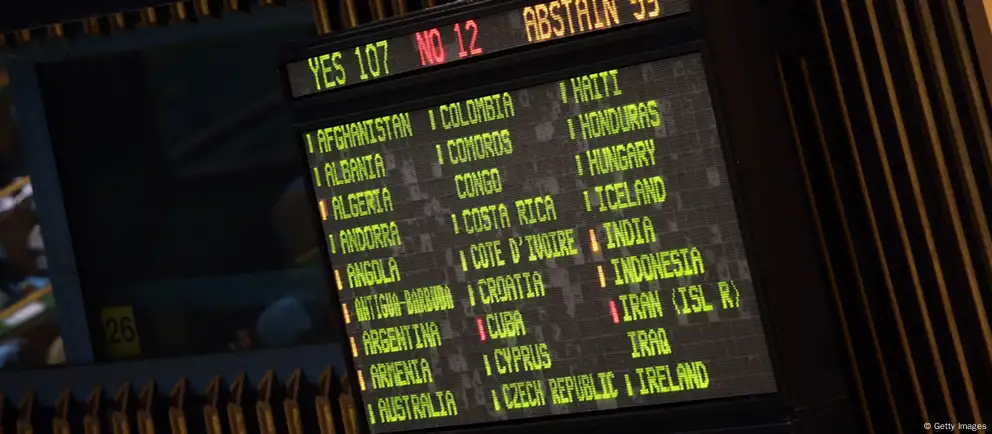 YES 107 NO 12 ABSTAIN
AFGHANISTAN
ALBANIA
ALGERIA
ANDORRA
ANGOLA
ANTIGUA-BARBUDA
ARGENTINA
ARMENIA
AUSTRALIA
COLOMBIA
COMOROS
CONGO
COSTA RICA
COTE D'IVOIRE
CROATIA
CUBA
CYPRUS
CZECH REPUBLIC
HAITI
HONDURAS
HUNGARY
ICELAND
INDIA
INDONESIA
IRAN (ISL R)
IRAQ
IRELAND
26
© Getty Images